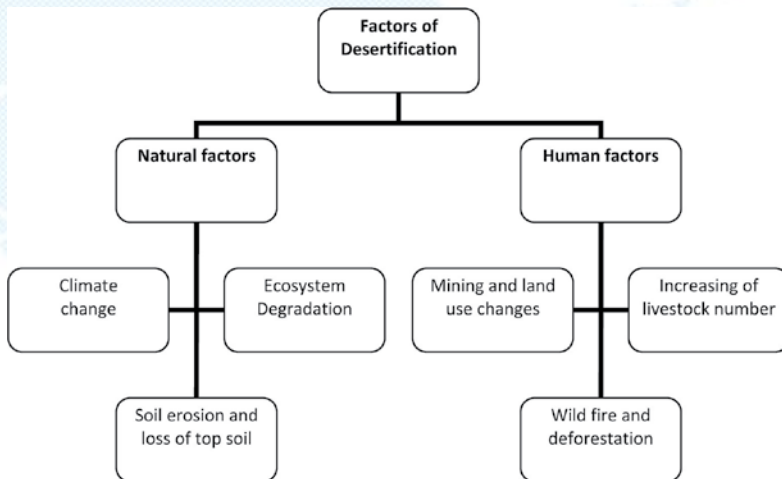 Factors of
Desertification
Natural factors
Human factors
Climate
change
Ecosystem
Degradation
Mining and land
use changes
Increasing of
livestock number
Soil erosion and
loss of top soil
Wild fire and
deforestation